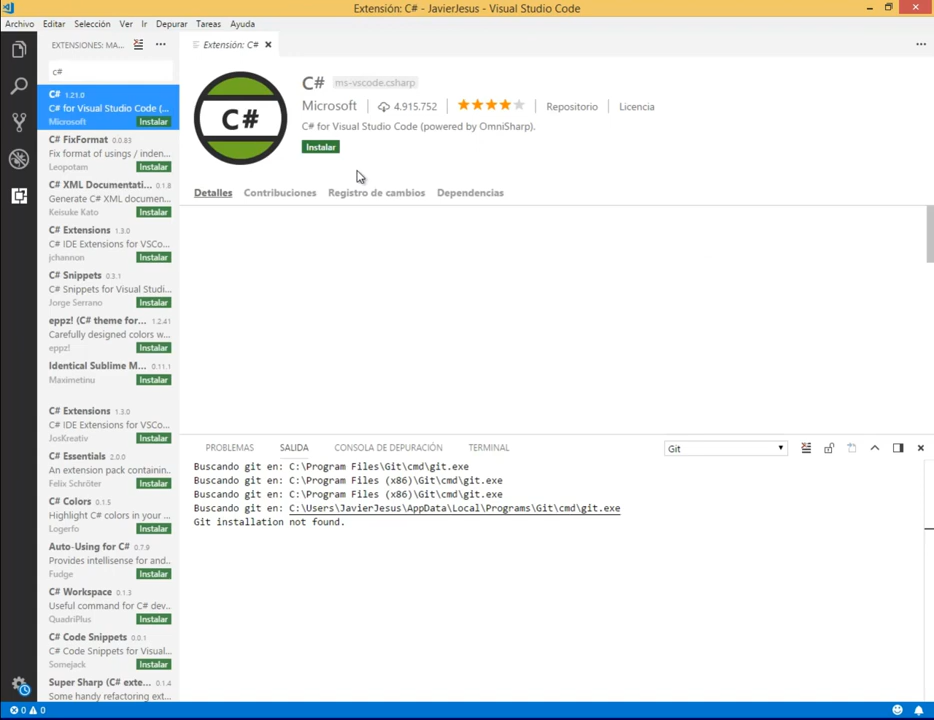 Extensión: C# - JavierJesus - Visual Studio Code
Archivo Editar Selección Ver Ir Depurar Tareas Ayuda
EXTENSIONES: MA...
c#
C# 1.21.0
C# for Visual Studio Code (...
Microsoft Instalar
C# FixFormat 0.0.83
Fix format of usings / inden...
Leopotam Instalar
C# XML Documentati... 0.1.8
Generate C# XML documen...
Keisuke Kato Instalar
C# Extensions 1.3.0
C# IDE Extensions for VSCo...
jchannon Instalar
C# Snippets 0.3.1
C# Snippets for Visual Studi...
Jorge Serrano Instalar
eppz! (C# theme for... 1.2.41
Carefully designed colors w...
eppz! Instalar
Identical Sublime M... 0.11.1
Maximetinu Instalar
C# Extensions 1.3.0
C# IDE Extensions for VSCo...
JosKreativ Instalar
C# Essentials 2.0.0
An extension pack containin...
Felix Schröter Instalar
C# Colors 0.1.5
Highlight C# colors in your ...
Logerfo Instalar
Auto-Using for C# 0.7.9
Provides intellisense for and...
Fudge Instalar
C# Workspace 0.1.3
Useful command for C# dev...
QuadriPlus Instalar
C# Code Snippets 0.0.1
C# Code Snippets for Visual...
Somejack Instalar
Super Sharp (C# exte... 0.1.4
Some handy refactoring ext...
Extensión: C#
C#
C# ms-vscode.csharp
Microsoft 4.915.752 Repositorio Licencia
C# for Visual Studio Code (powered by OmniSharp).
Instalar
Detalles Contribuciones Registro de cambios Dependencias
PROBLEMAS SALIDA CONSOLA DE DEPURACIÓN TERMINAL Git
Buscando git en: C:\Program Files\Git\cmd\git.exe
Buscando git en: C:\Program Files (x86)\Git\cmd\git.exe
Buscando git en: C:\Program Files (x86)\Git\cmd\git.exe
Buscando git en: C:\Users\JavierJesus\AppData\Local\Programs\Git\cmd\git.exe
Git installation not found.
0 0